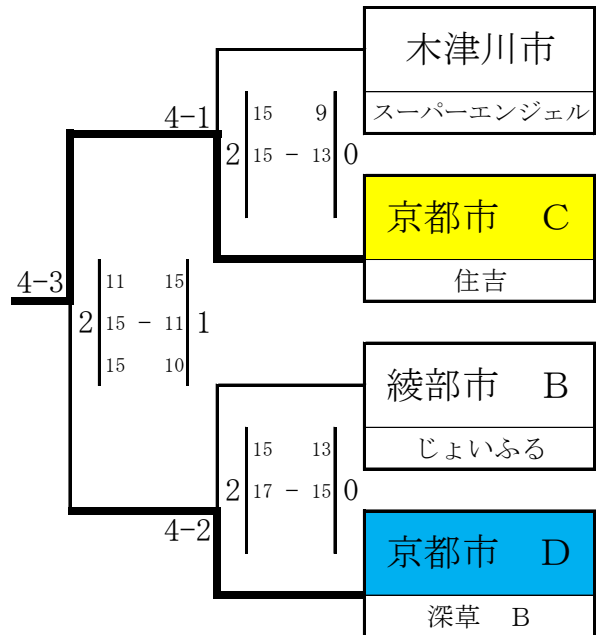 木津川市
スーパーエンジェル
4-1
15 9
2 15 - 13 0
京都市 C
住吉
4-3
11 15
2 15 - 11 1
15 10
綾部市 B
じょいふる
15 13
2 17 - 15 0
4-2
京都市 D
深草 B